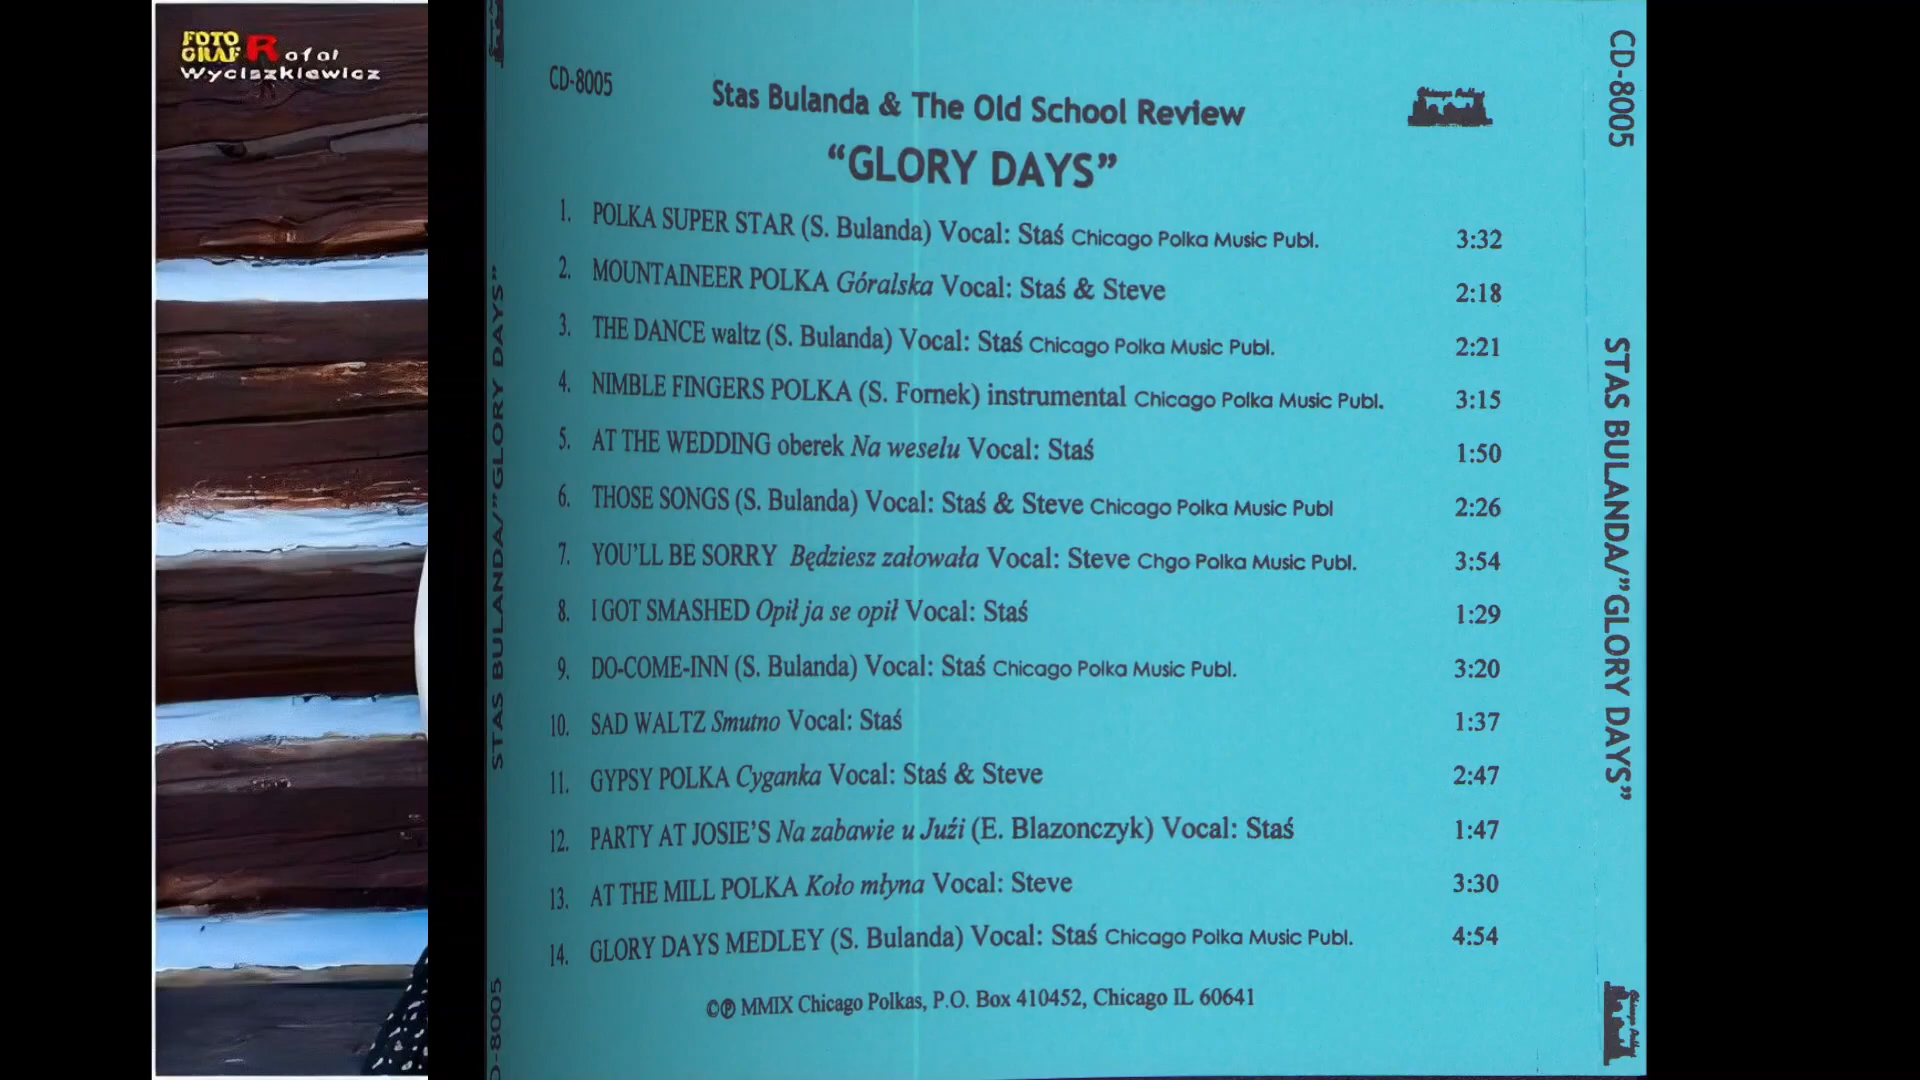 FOTO
GRAF Rafal
Wyciszkiewicz
CD-8005
Stas Bulanda & The Old School Review
Chicago Polkas
“GLORY DAYS”
1. POLKA SUPER STAR (S. Bulanda) Vocal: Staś Chicago Polka Music Publ. 3:32
2. MOUNTAINEER POLKA Góralska Vocal: Staś & Steve 2:18
3. THE DANCE waltz (S. Bulanda) Vocal: Staś Chicago Polka Music Publ. 2:21
4. NIMBLE FINGERS POLKA (S. Fornek) instrumental Chicago Polka Music Publ. 3:15
5. AT THE WEDDING oberek Na weselu Vocal: Staś 1:50
6. THOSE SONGS (S. Bulanda) Vocal: Staś & Steve Chicago Polka Music Publ 2:26
7. YOU’LL BE SORRY Będziesz załowała Vocal: Steve Chgo Polka Music Publ. 3:54
8. I GOT SMASHED Opił ja se opił Vocal: Staś 1:29
9. DO-COME-INN (S. Bulanda) Vocal: Staś Chicago Polka Music Publ. 3:20
10. SAD WALTZ Smutno Vocal: Staś 1:37
11. GYPSY POLKA Cyganka Vocal: Staś & Steve 2:47
12. PARTY AT JOSIE’S Na zabawie u Juźi (E. Blazonczyk) Vocal: Staś 1:47
13. AT THE MILL POLKA Koło młyna Vocal: Steve 3:30
14. GLORY DAYS MEDLEY (S. Bulanda) Vocal: Staś Chicago Polka Music Publ. 4:54
©℗ MMIX Chicago Polkas, P.O. Box 410452, Chicago IL 60641
STAS BULANDA/”GLORY DAYS”
D-8005
CD-8005
STAS BULANDA/”GLORY DAYS”
Chicago Polkas